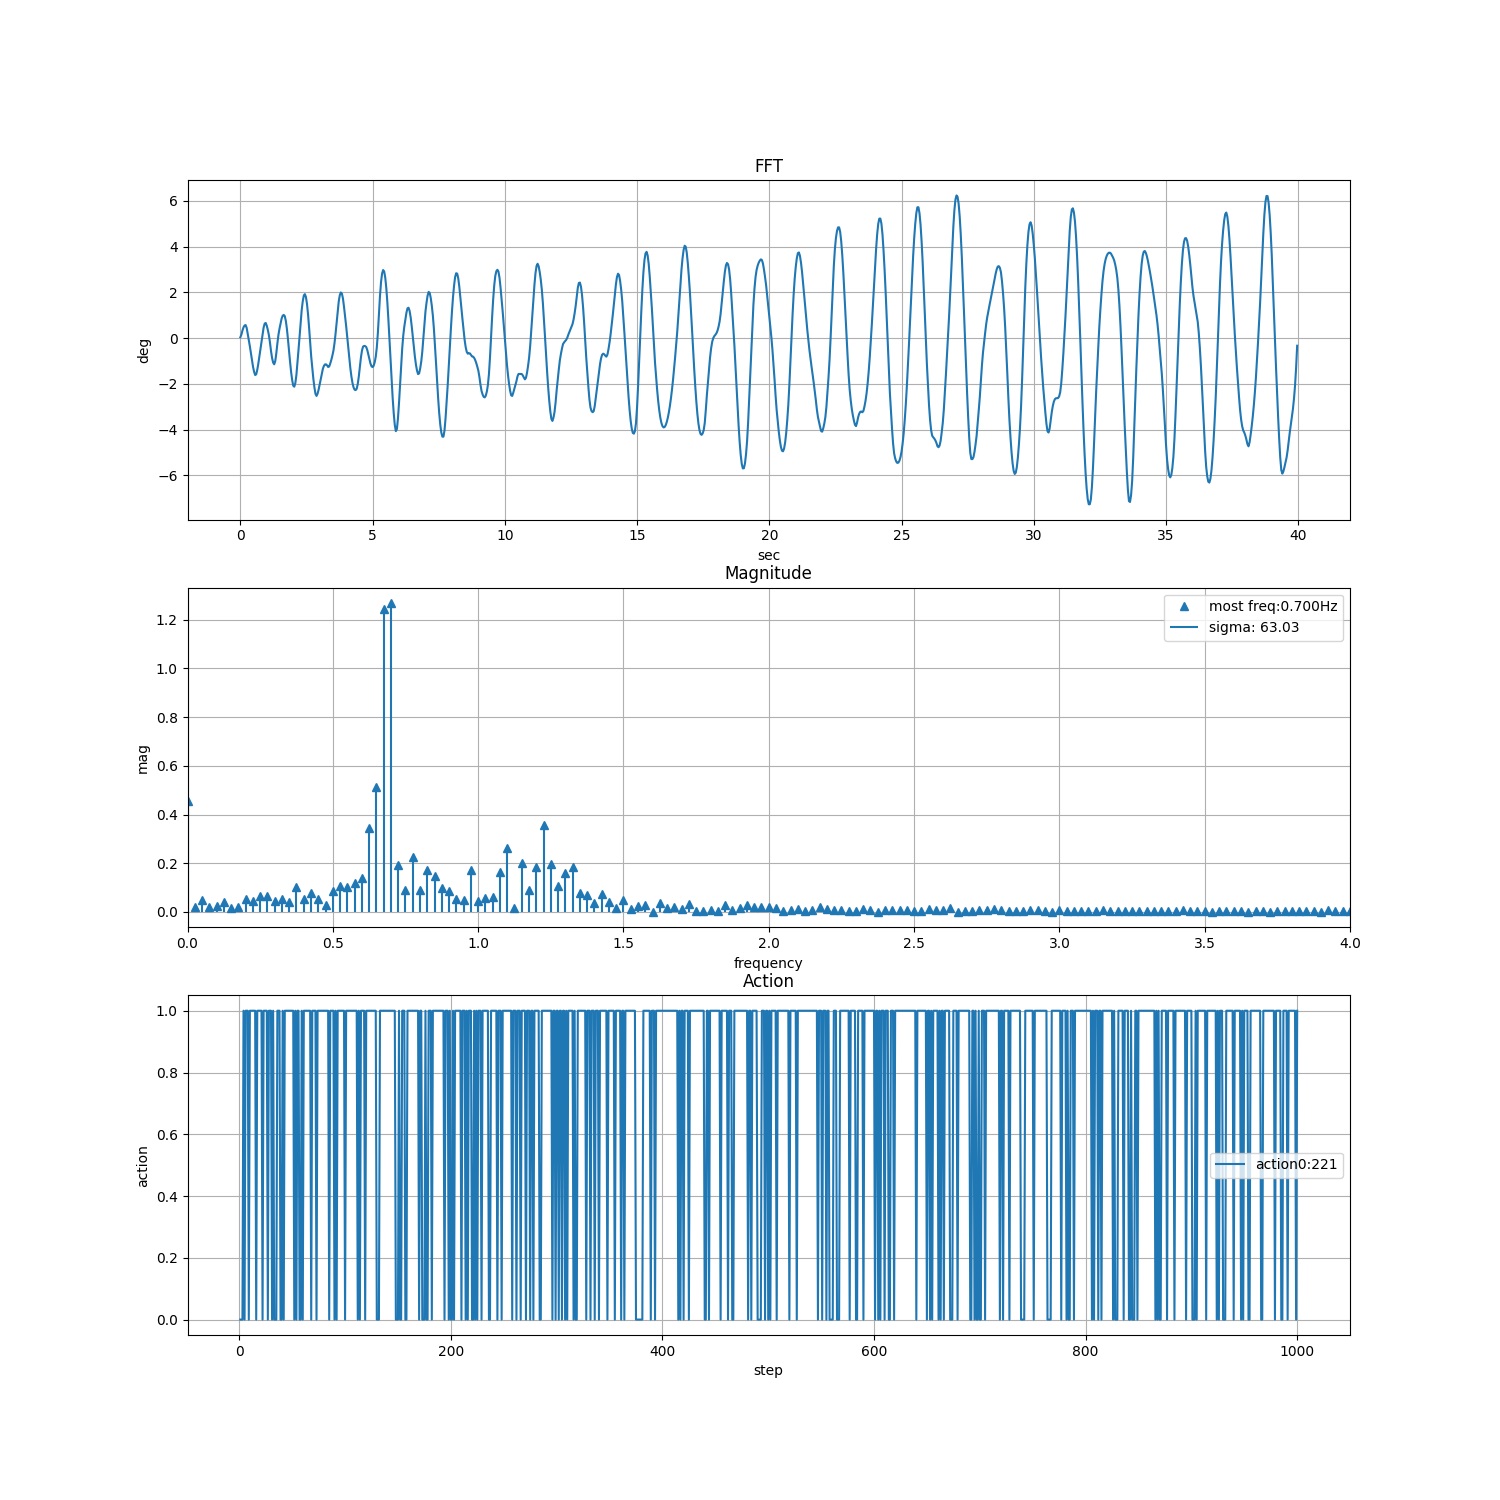 FFT
6
4
2
0
−2
−4
−6
deg
0 5 10 15 20 25 30 35 40
sec
Magnitude
most freq:0.700Hz
sigma: 63.03
1.2
1.0
0.8
0.6
0.4
0.2
0.0
mag
0.0 0.5 1.0 1.5 2.0 2.5 3.0 3.5 4.0
frequency
Action
1.0
0.8
0.6
0.4
0.2
0.0
action
action0:221
0 200 400 600 800 1000
step